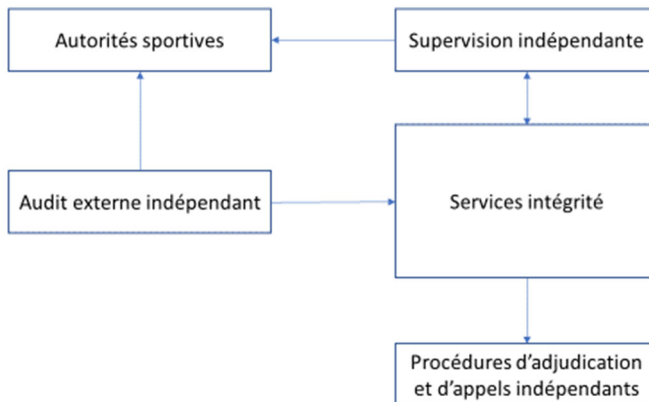 Autorités sportives
Supervision indépendante
Audit externe indépendant
Services intégrité
Procédures d'adjudication
et d'appels indépendants